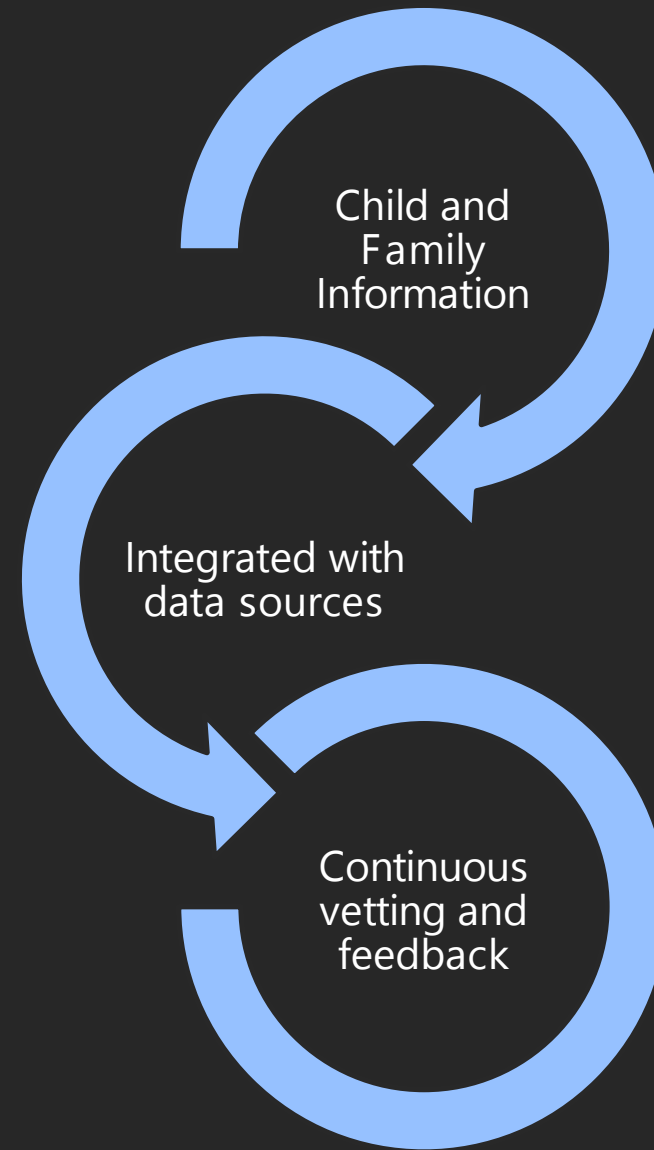 Child and
Family
Information
Integrated with
data sources
Continuous
vetting and
feedback